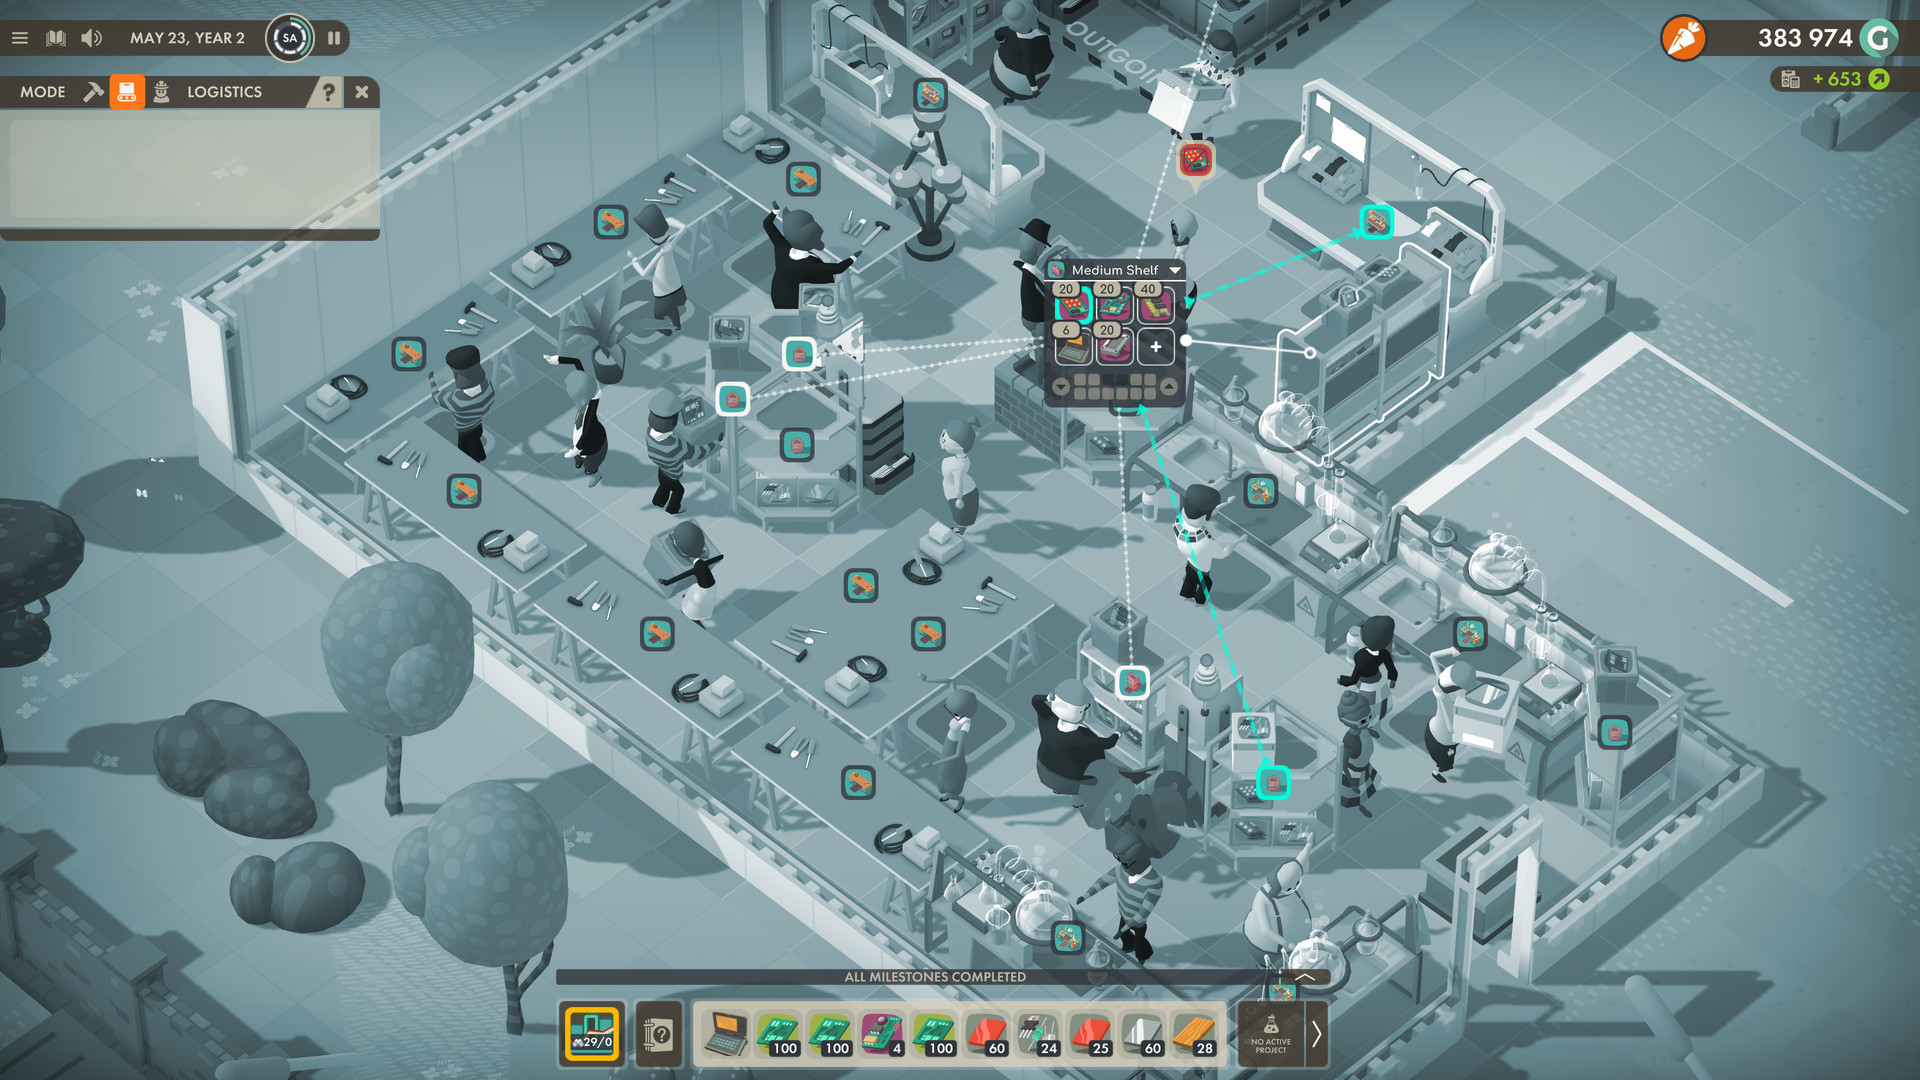 MAY 23, YEAR 2
SA
383 974
G
+ 653
MODE
LOGISTICS
?
OUTGOI
Medium Shelf
20
20
40
6
20
+
ALL MILESTONES COMPLETED
29/0
?
100
100
4
100
60
24
25
60
28
NO ACTIVE
PROJECT